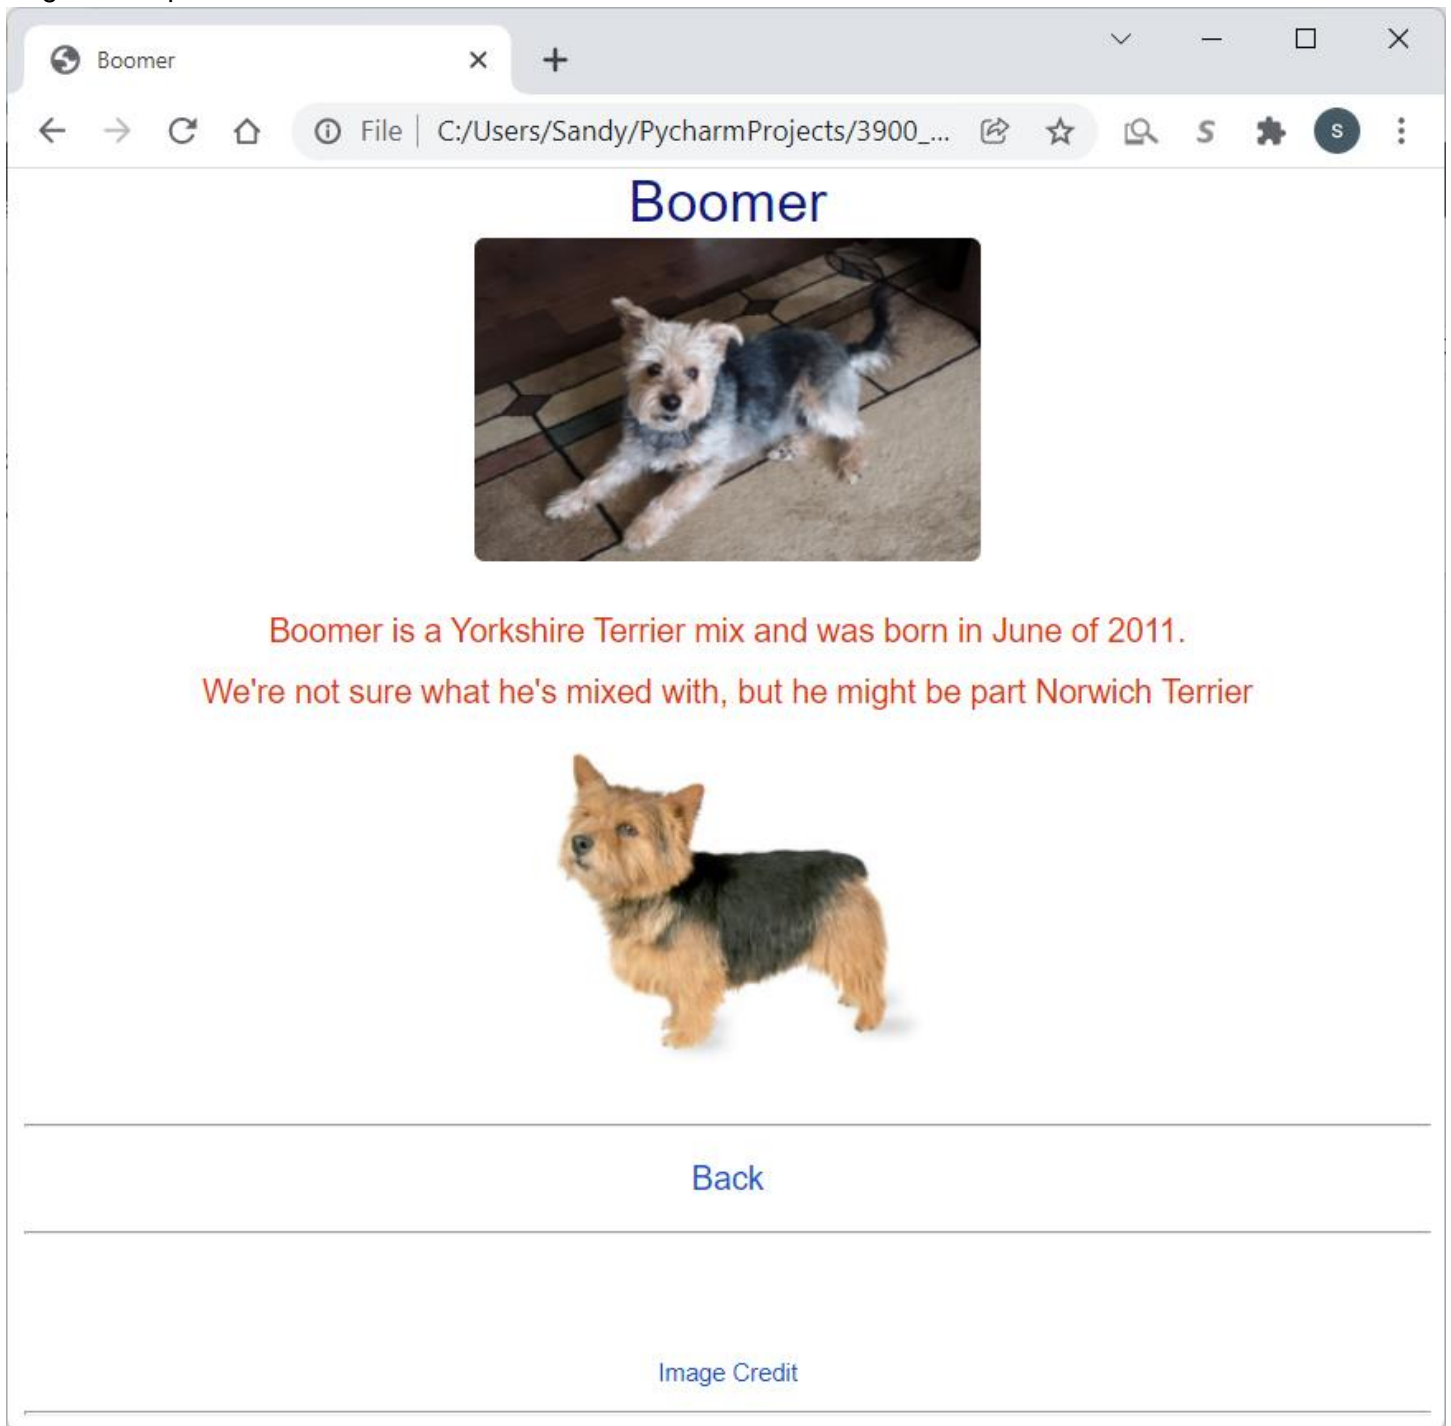 Boomer
File
C:/Users/Sandy/PycharmProjects/3900_...
S
S
Boomer
Boomer is a Yorkshire Terrier mix and was born in June of 2011.
We're not sure what he's mixed with, but he might be part Norwich Terrier
Back
Image Credit